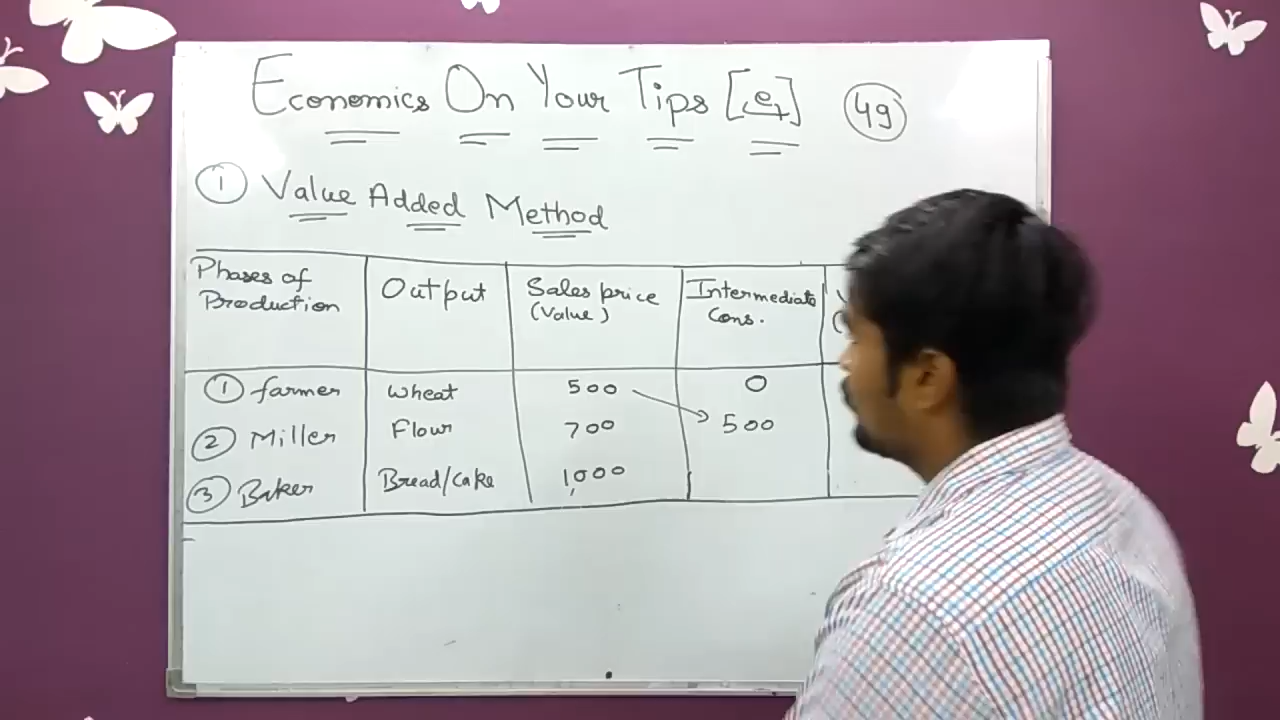 Economics On Your Tips [et] 49
① Value Added Method
Phases of Production Output Sales price (Value) Intermediate Cons.
① farmer Wheat 500 0
② Miller Flour 700 500
③ Baker Bread/Cake 1,000